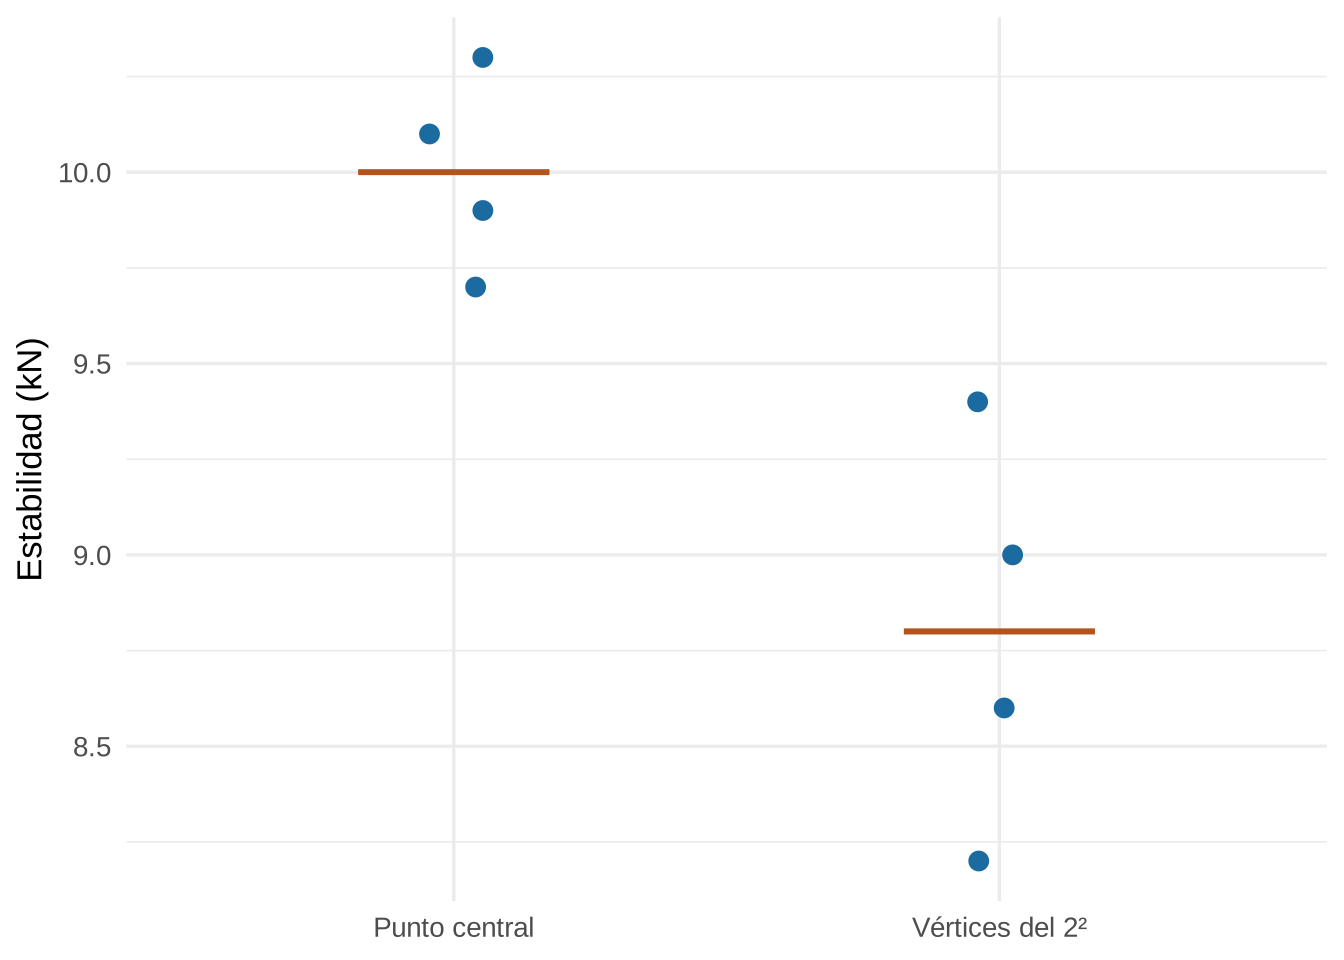 Estabilidad (kN)
10.0
9.5
9.0
8.5
Punto central
Vértices del 2²